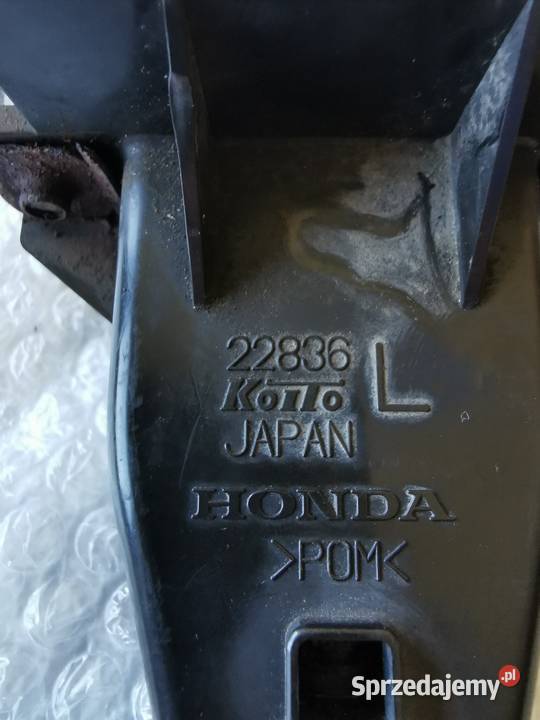 22836 L
KOITO
JAPAN
HONDA
>POM<
Sprzedajemy.pl